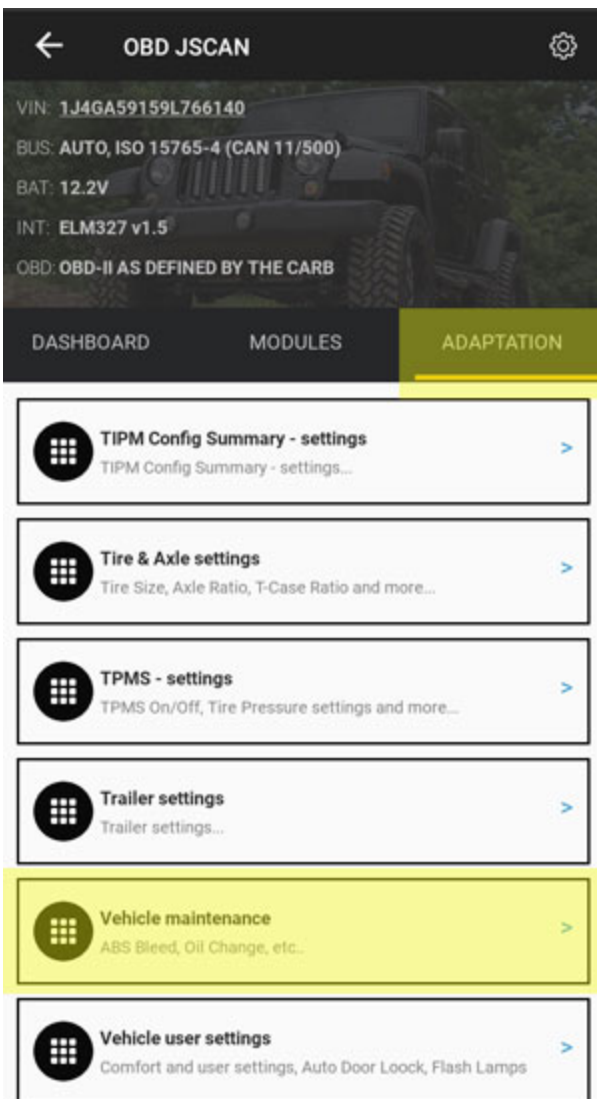 OBD JSCAN
VIN: 1J4GA59159L766140
BUS: AUTO, ISO 15765-4 (CAN 11/500)
BAT: 12.2V
INT: ELM327 v1.5
OBD: OBD-II AS DEFINED BY THE CARB
DASHBOARD MODULES ADAPTATION
TIPM Config Summary - settings
TIPM Config Summary - settings...
Tire & Axle settings
Tire Size, Axle Ratio, T-Case Ratio and more...
TPMS - settings
TPMS On/Off, Tire Pressure settings and more...
Trailer settings
Trailer settings...
Vehicle maintenance
ABS Bleed, Oil Change, etc..
Vehicle user settings
Comfort and user settings, Auto Door Loock, Flash Lamps